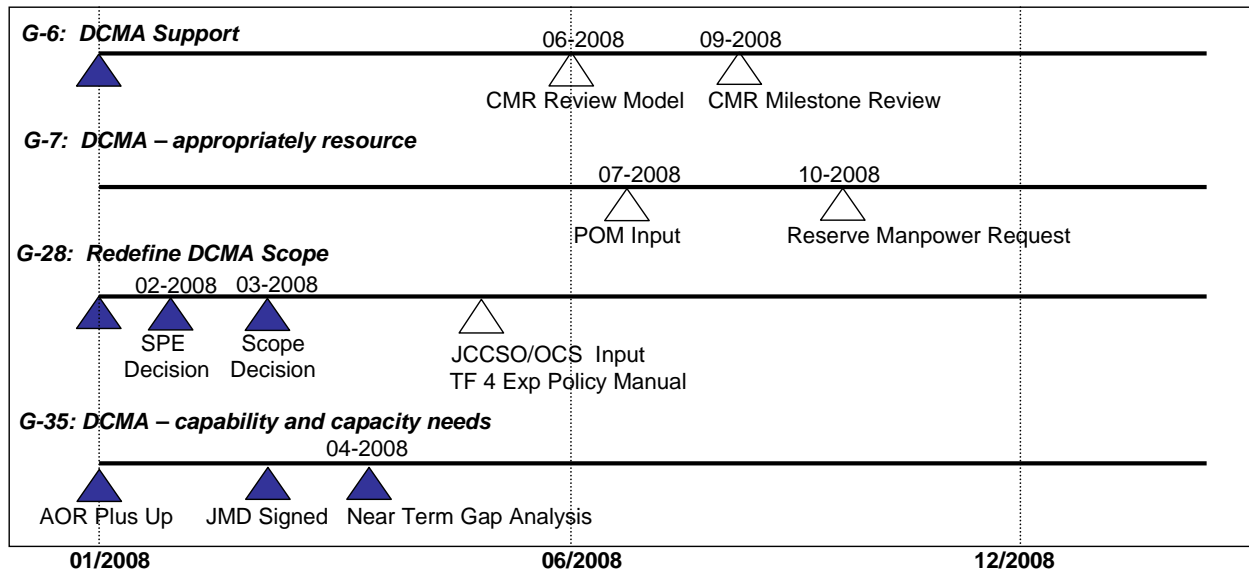 G-6: DCMA Support
06-2008 09-2008
CMR Review Model CMR Milestone Review
G-7: DCMA – appropriately resource
07-2008 10-2008
POM Input Reserve Manpower Request
G-28: Redefine DCMA Scope
02-2008 03-2008
SPE Scope JCCSO/OCS Input
Decision Decision TF 4 Exp Policy Manual
G-35: DCMA – capability and capacity needs
04-2008
AOR Plus Up JMD Signed Near Term Gap Analysis
01/2008 06/2008 12/2008